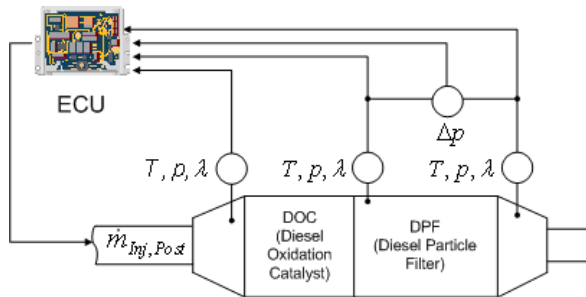 ECU
Δp
T, p, λ
T, p, λ
T, p, λ
ṁInj,Post
DOC
(Diesel
Oxidation
Catalyst)
DPF
(Diesel Particle
Filter)